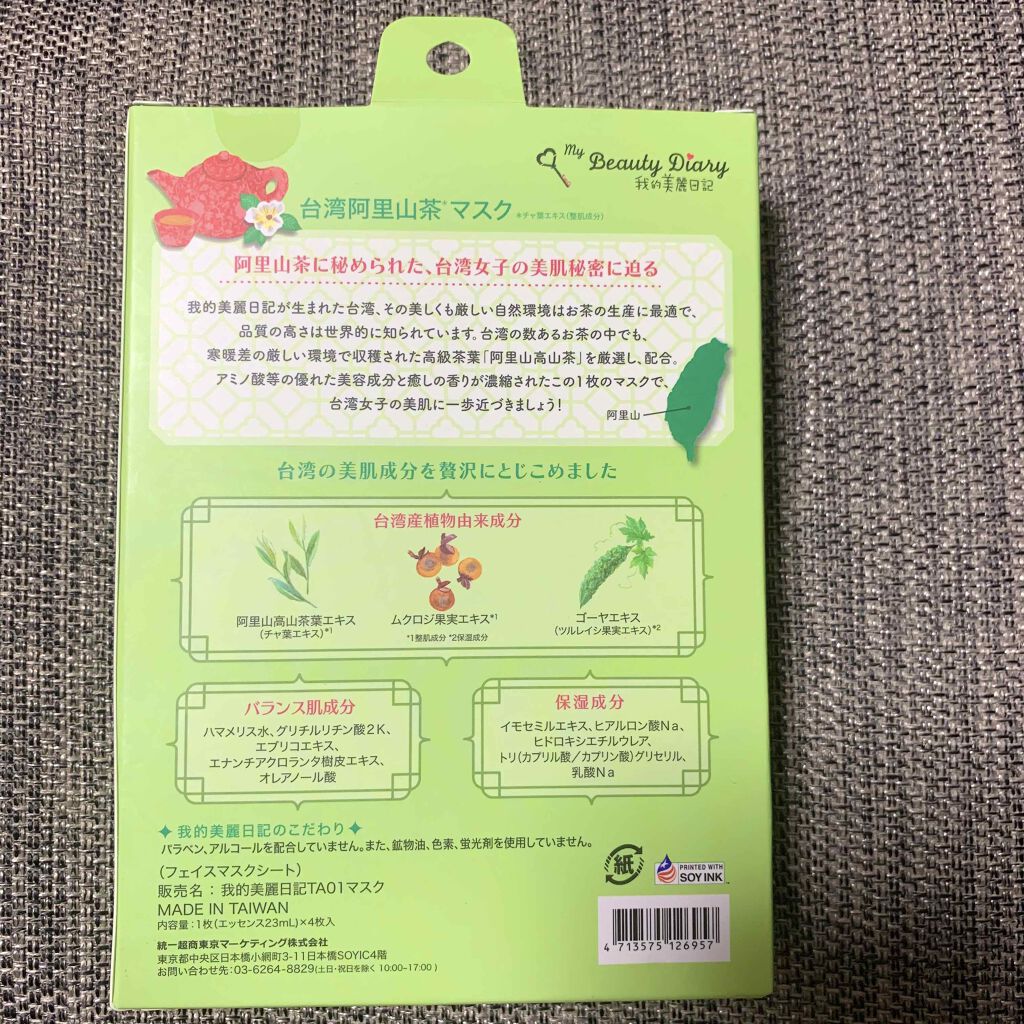 My Beauty Diary
我的美麗日記
台湾阿里山茶*マスク *チャ葉エキス(整肌成分)
阿里山茶に秘められた、台湾女子の美肌秘密に迫る
我的美麗日記が生まれた台湾、その美しくも厳しい自然環境はお茶の生産に最適で、
品質の高さは世界的に知られています。台湾の数あるお茶の中でも、
寒暖差の厳しい環境で収穫された高級茶葉「阿里山高山茶」を厳選し、配合。
アミノ酸等の優れた美容成分と癒しの香りが濃縮されたこの1枚のマスクで、
台湾女子の美肌に一歩近づきましょう!
阿里山
台湾の美肌成分を贅沢にとじこめました
台湾産植物由来成分
阿里山高山茶葉エキス
(チャ葉エキス)*1
ムクロジ果実エキス*1
*1整肌成分 *2保湿成分
ゴーヤエキス
(ツルレイシ果実エキス)*2
バランス肌成分
ハマメリス水、グリチルリチン酸2K、
エブリコエキス、
エナンチアクロランタ樹皮エキス、
オレアノール酸
保湿成分
イモセミルエキス、ヒアルロン酸Na、
ヒドロキシエチルウレア、
トリ(カプリル酸/カプリン酸)グリセリル、
乳酸Na
我的美麗日記のこだわり
パラベン、アルコールを配合していません。また、鉱物油、色素、蛍光剤を使用していません。
(フェイスマスクシート)
販売名:我的美麗日記TA01マスク
MADE IN TAIWAN
内容量:1枚(エッセンス23mL)×4枚入
統一超商東京マーケティング株式会社
東京都中央区日本橋小網町3-11日本橋SOYIC4階
お問い合わせ先:03-6264-8829(土日・祝日を除く 10:00~17:00)
紙
PRINTED WITH
SOY INK™
4 713575 126957